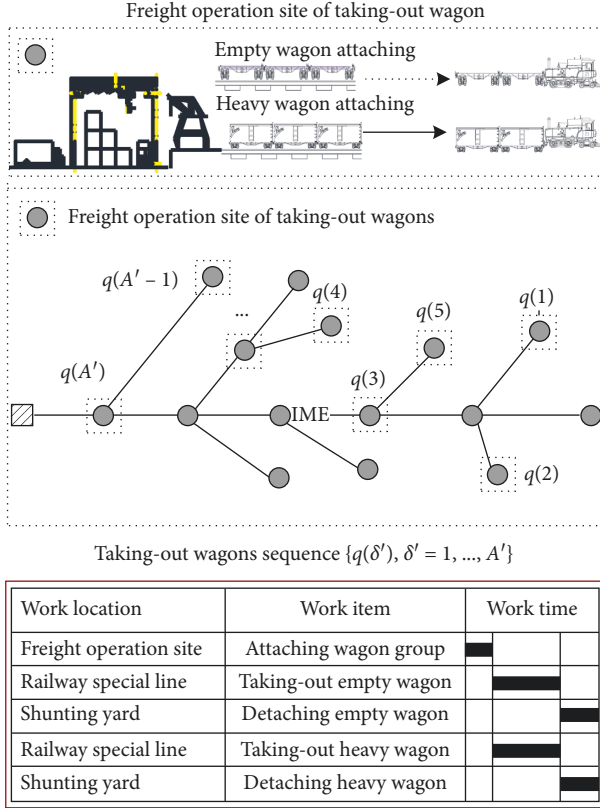 Freight operation site of taking-out wagon
Empty wagon attaching
Heavy wagon attaching
Freight operation site of taking-out wagons
q(A′ – 1)
...
q(4)
q(5)
q(1)
q(A′)
q(3)
IME
q(2)
Taking-out wagons sequence {q(δ′), δ′ = 1, ..., A′}
Work location Work item Work time
Freight operation site Attaching wagon group
Railway special line Taking-out empty wagon
Shunting yard Detaching empty wagon
Railway special line Taking-out heavy wagon
Shunting yard Detaching heavy wagon